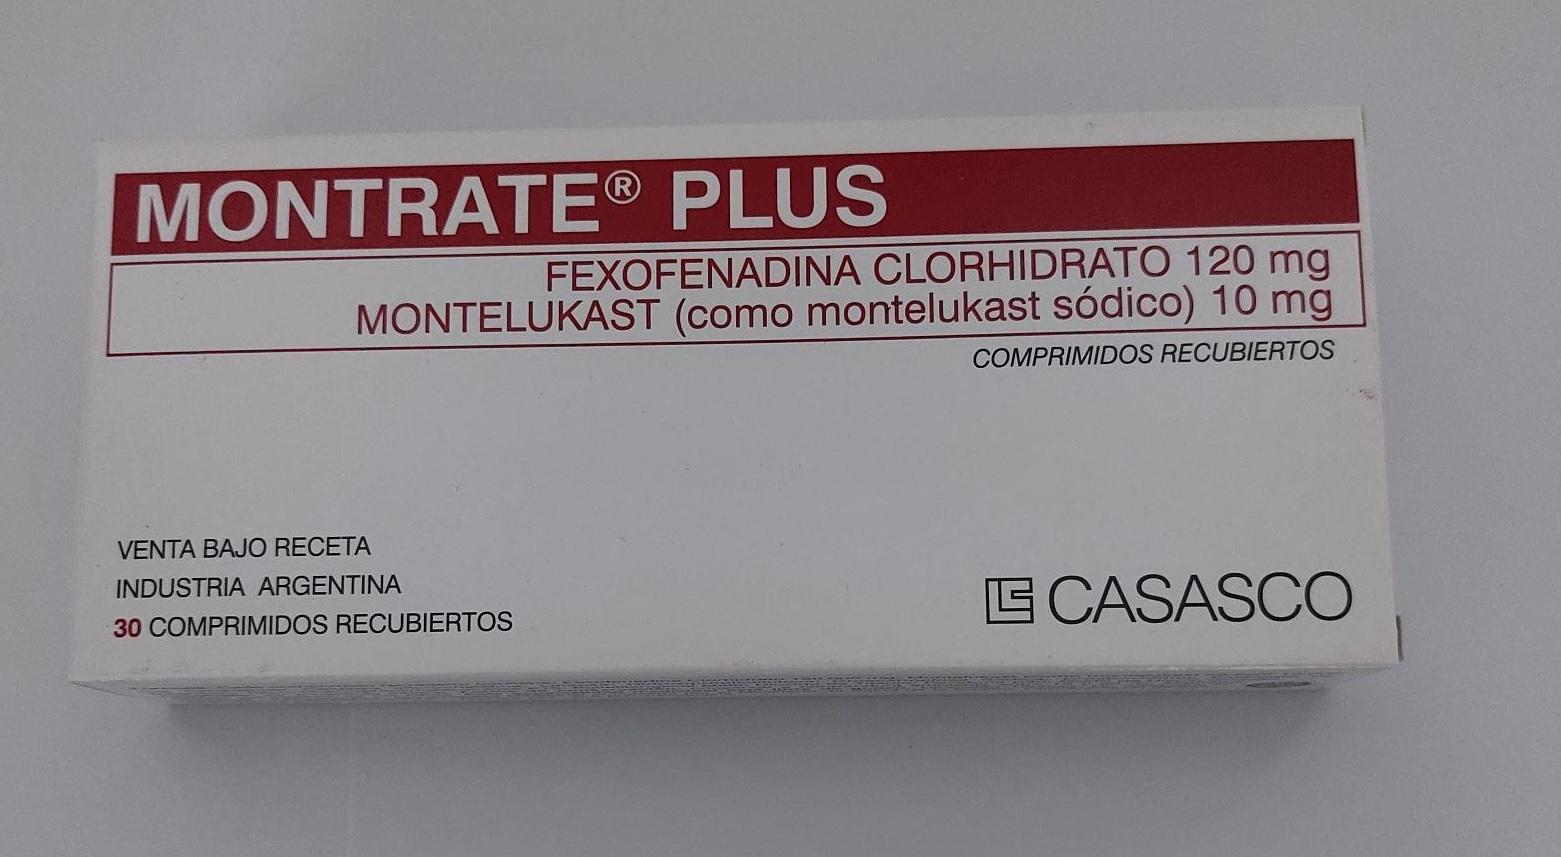 MONTRATE® PLUS
FEXOFENADINA CLORHIDRATO 120 mg
MONTELUKAST (como montelukast sódico) 10 mg
COMPRIMIDOS RECUBIERTOS
VENTA BAJO RECETA
INDUSTRIA ARGENTINA
30 COMPRIMIDOS RECUBIERTOS
CASASCO